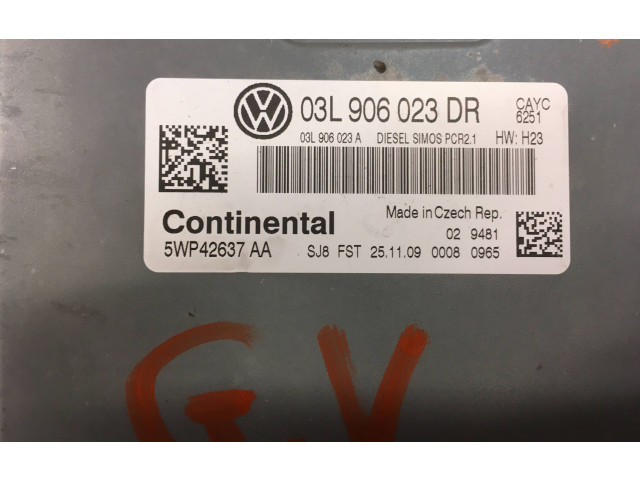 VW 03L 906 023 DR CAYC
6251
03L 906 023 A DIESEL SIMOS PCR2.1 HW: H23
Continental Made in Czech Rep.
02 9481
5WP42637 AA SJ8 FST 25.11.09 0008 0965
G.V